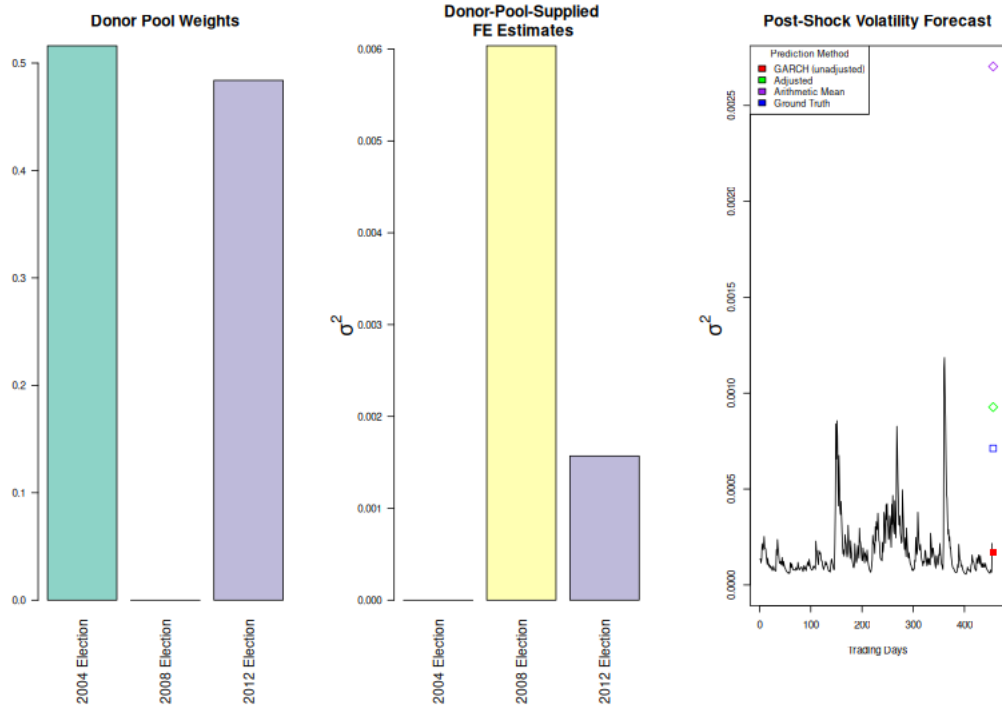 Donor Pool Weights
0.5
0.4
0.3
0.2
0.1
0.0
2004 Election
2008 Election
2012 Election
Donor-Pool-Supplied
FE Estimates
σ²
0.006
0.005
0.004
0.003
0.002
0.001
0.000
2004 Election
2008 Election
2012 Election
Post-Shock Volatility Forecast
Prediction Method
GARCH (unadjusted)
Adjusted
Arithmetic Mean
Ground Truth
σ²
0.0025
0.0020
0.0015
0.0010
0.0005
0.0000
0
100
200
300
400
Trading Days